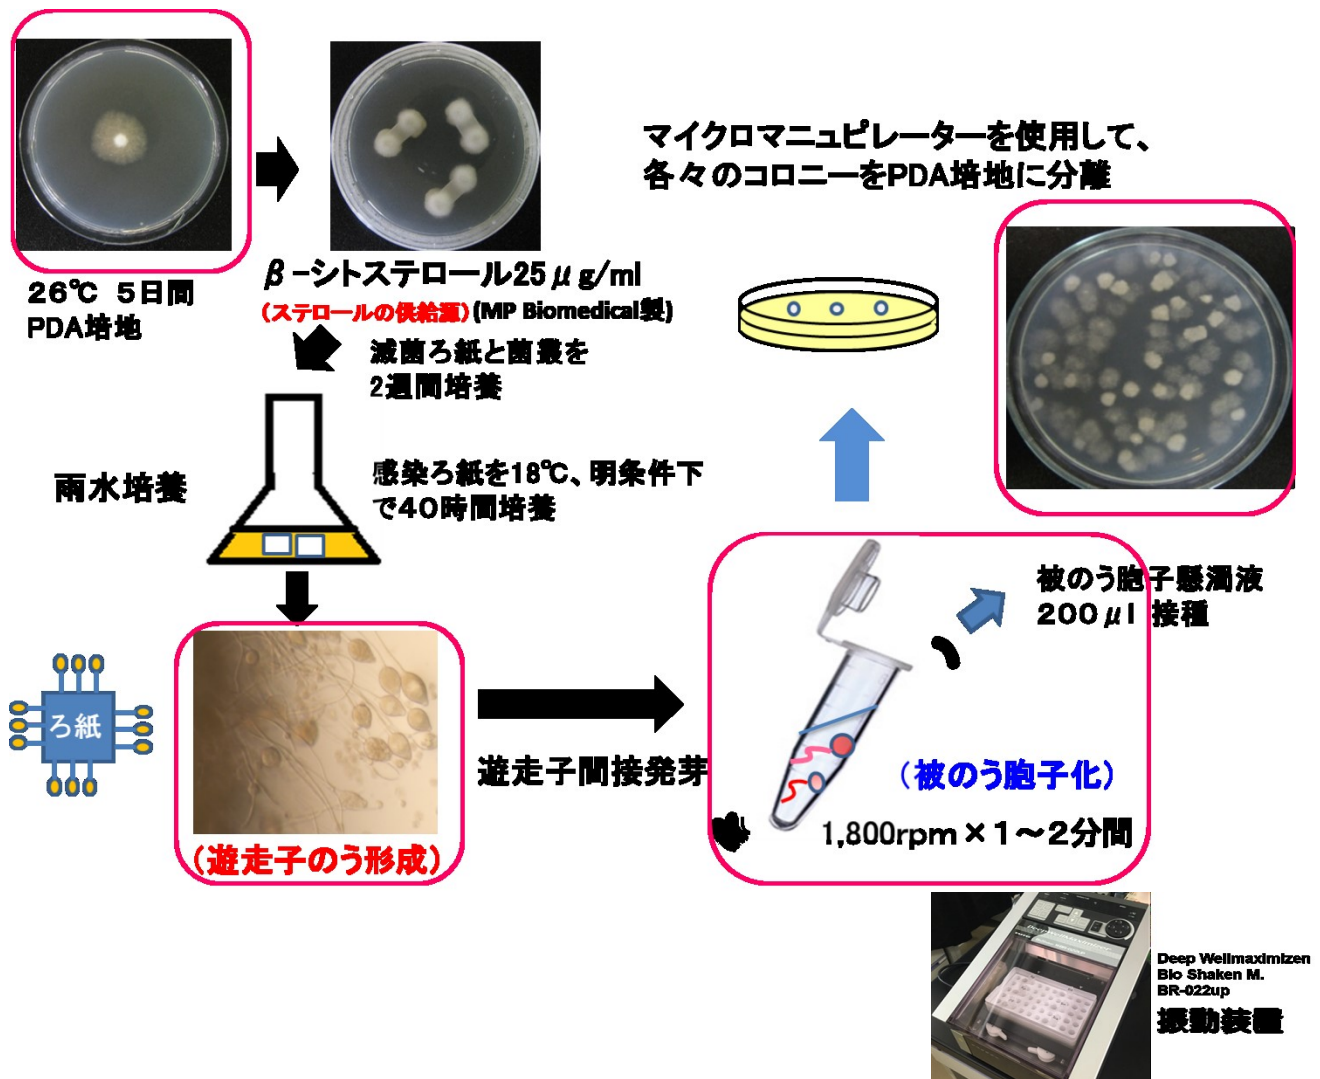 マイクロマニュピレーターを使用して、
各々のコロニーをPDA培地に分離
26℃ 5日間
PDA培地
β-シトステロール25μg/ml
(ステロールの供給源)(MP Biomedical製)
滅菌ろ紙と菌叢を
2週間培養
雨水培養
感染ろ紙を18℃、明条件下
で40時間培養
被のう胞子懸濁液
200μl 接種
ろ紙
遊走子間接発芽
(被のう胞子化)
1,800rpm×1~2分間
(遊走子のう形成)
Deep Wellmaximizen
Bio Shaken M.
BR-022up
振動装置